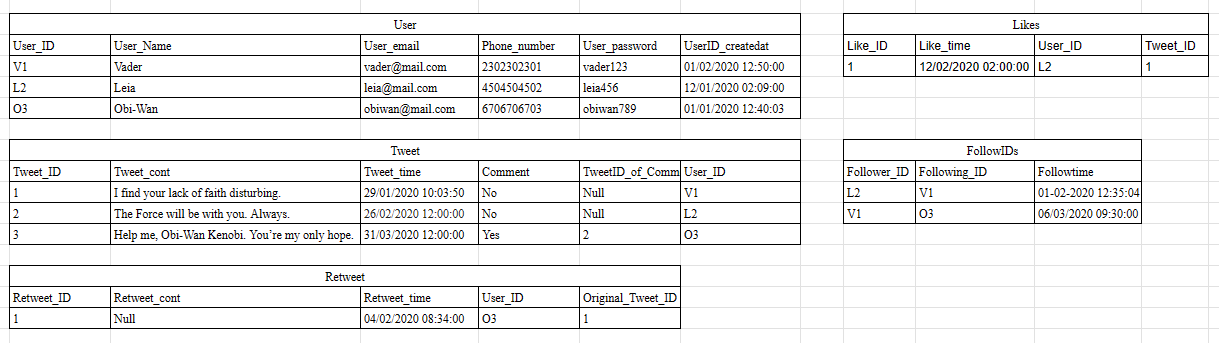 User
User_ID User_Name User_email Phone_number User_password UserID_createdat
V1 Vader vader@mail.com 2302302301 vader123 01/02/2020 12:50:00
L2 Leia leia@mail.com 4504504502 leia456 12/01/2020 02:09:00
O3 Obi-Wan obiwan@mail.com 6706706703 obiwan789 01/01/2020 12:40:03
Likes
Like_ID Like_time User_ID Tweet_ID
1 12/02/2020 02:00:00 L2 1
Tweet
Tweet_ID Tweet_cont Tweet_time Comment TweetID_of_Comm User_ID
1 I find your lack of faith disturbing. 29/01/2020 10:03:50 No Null V1
2 The Force will be with you. Always. 26/02/2020 12:00:00 No Null L2
3 Help me, Obi-Wan Kenobi. You’re my only hope. 31/03/2020 12:00:00 Yes 2 O3
FollowIDs
Follower_ID Following_ID Followtime
L2 V1 01-02-2020 12:35:04
V1 O3 06/03/2020 09:30:00
Retweet
Retweet_ID Retweet_cont Retweet_time User_ID Original_Tweet_ID
1 Null 04/02/2020 08:34:00 O3 1